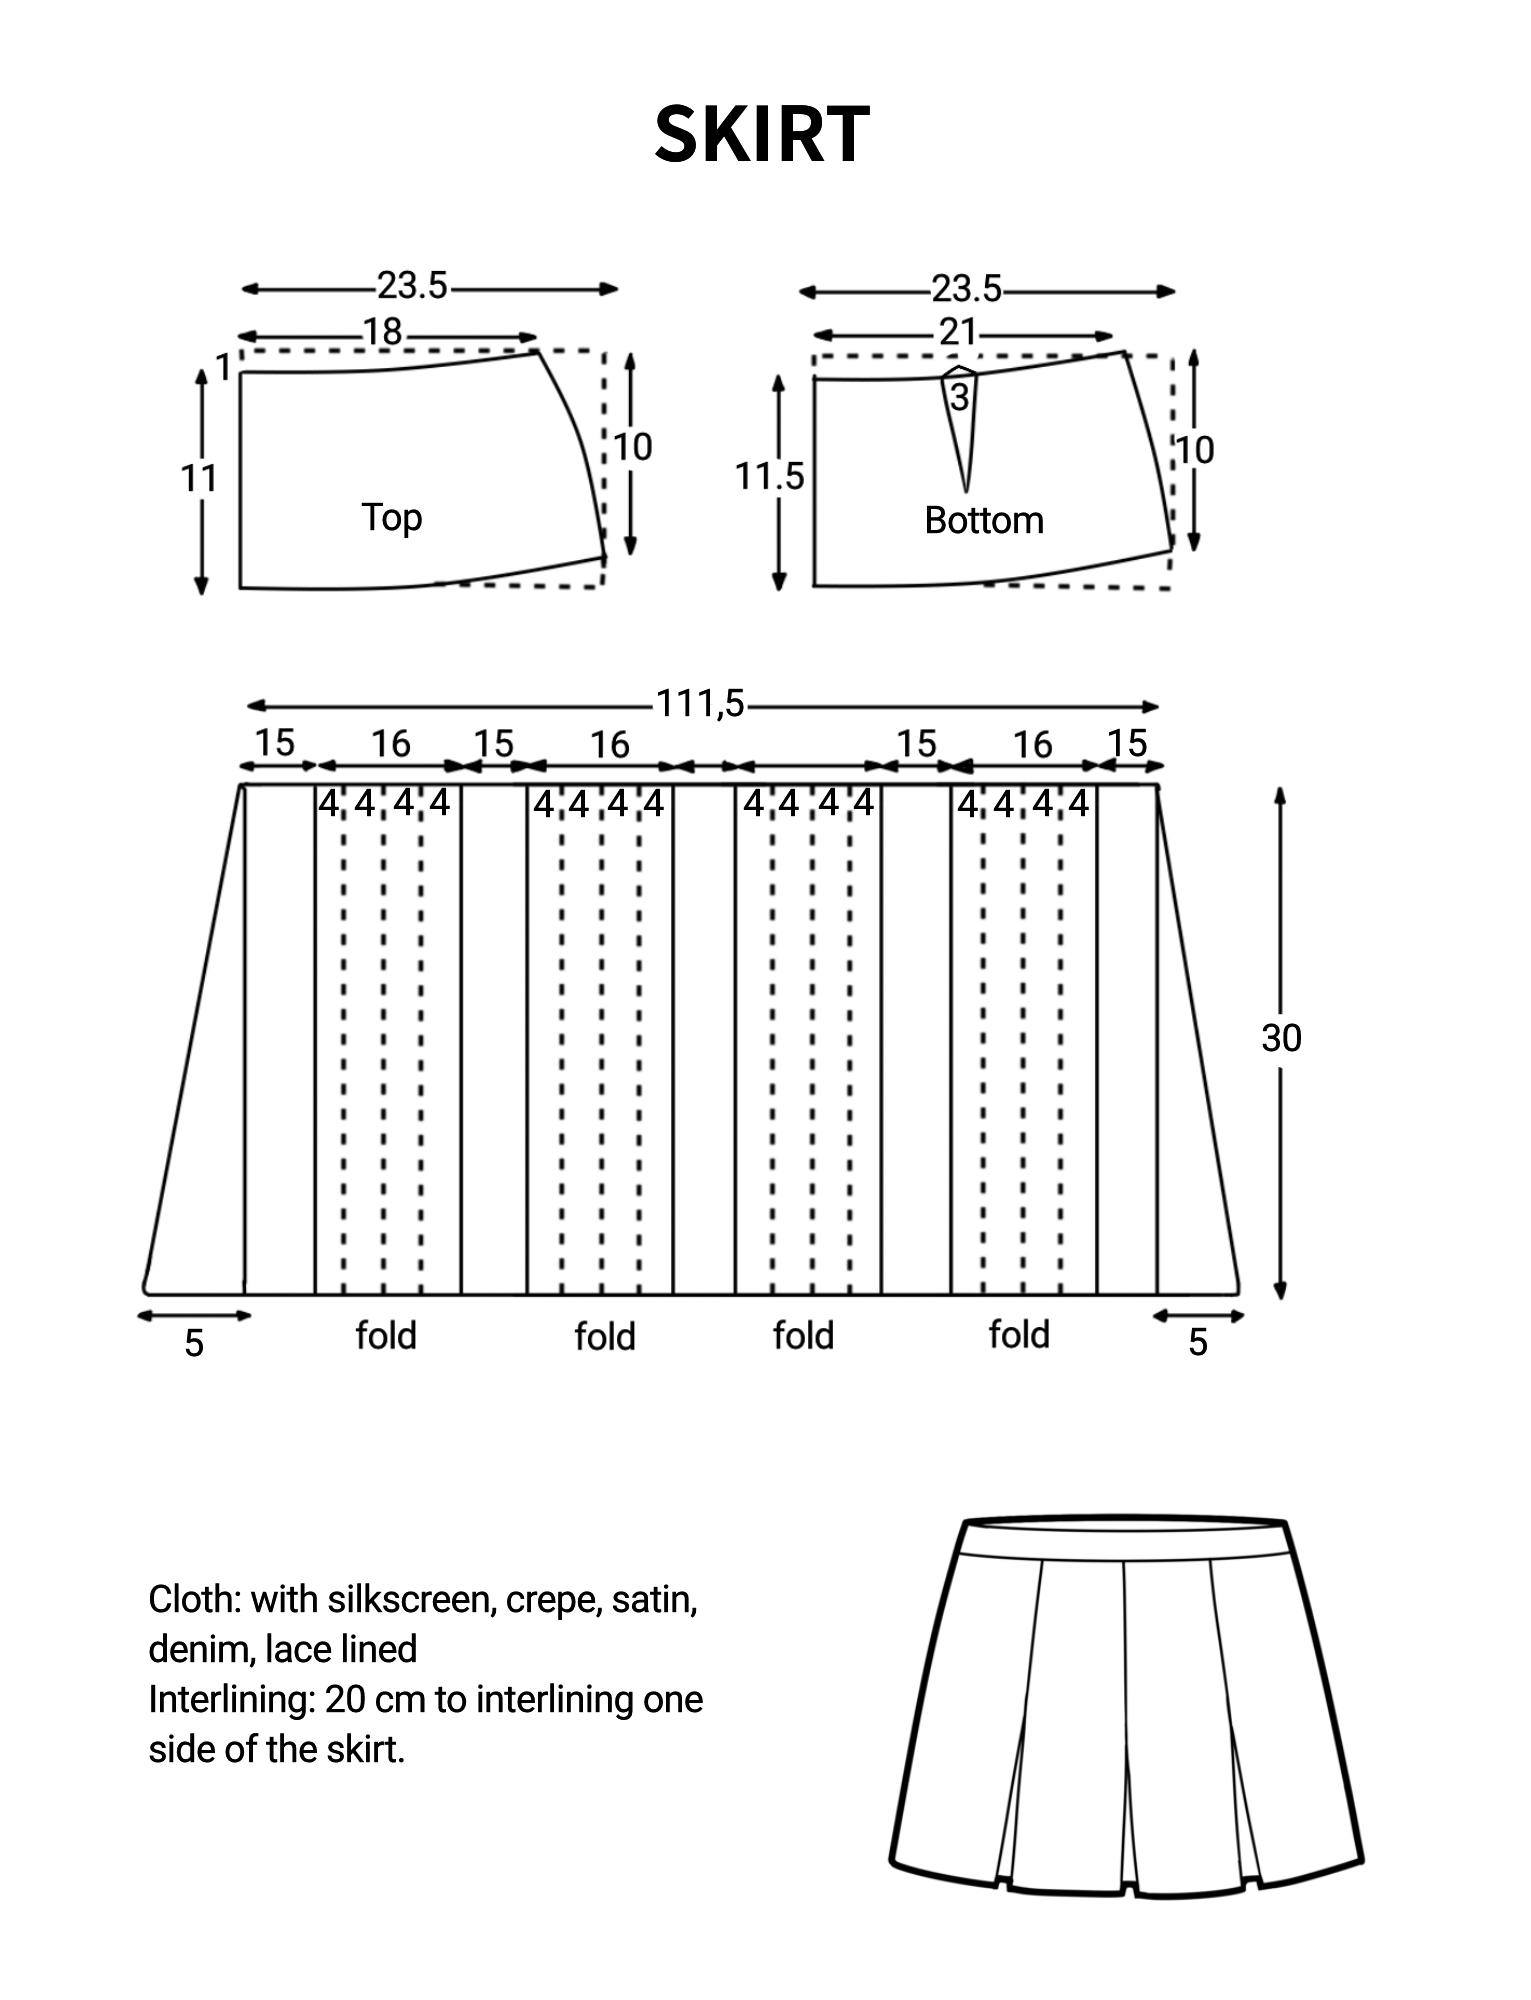 SKIRT
23.5
23.5
18
21
1
3
11
10
11.5
10
Top
Bottom
111,5
15 16 15 16 15 16 15
4 4 4 4 4 4 4 4 4 4 4 4 4 4 4 4
30
5 fold fold fold fold 5
Cloth: with silkscreen, crepe, satin,
denim, lace lined
Interlining: 20 cm to interlining one
side of the skirt.